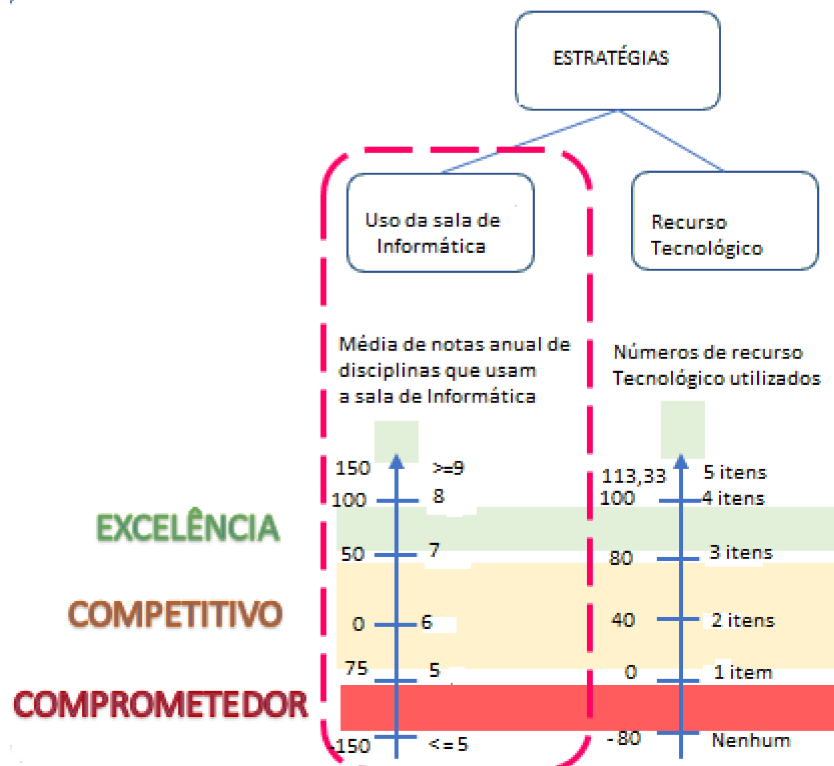 ESTRATÉGIAS
Uso da sala de
Informática
Recurso
Tecnológico
Média de notas anual de
disciplinas que usam
a sala de Informática
Números de recurso
Tecnológico utilizados
150 >=9
100 8
50 7
0 6
75 5
-150 <=5
113,33 5 itens
100 4 itens
80 3 itens
40 2 itens
0 1 item
-80 Nenhum
EXCELÊNCIA
COMPETITIVO
COMPROMETEDOR